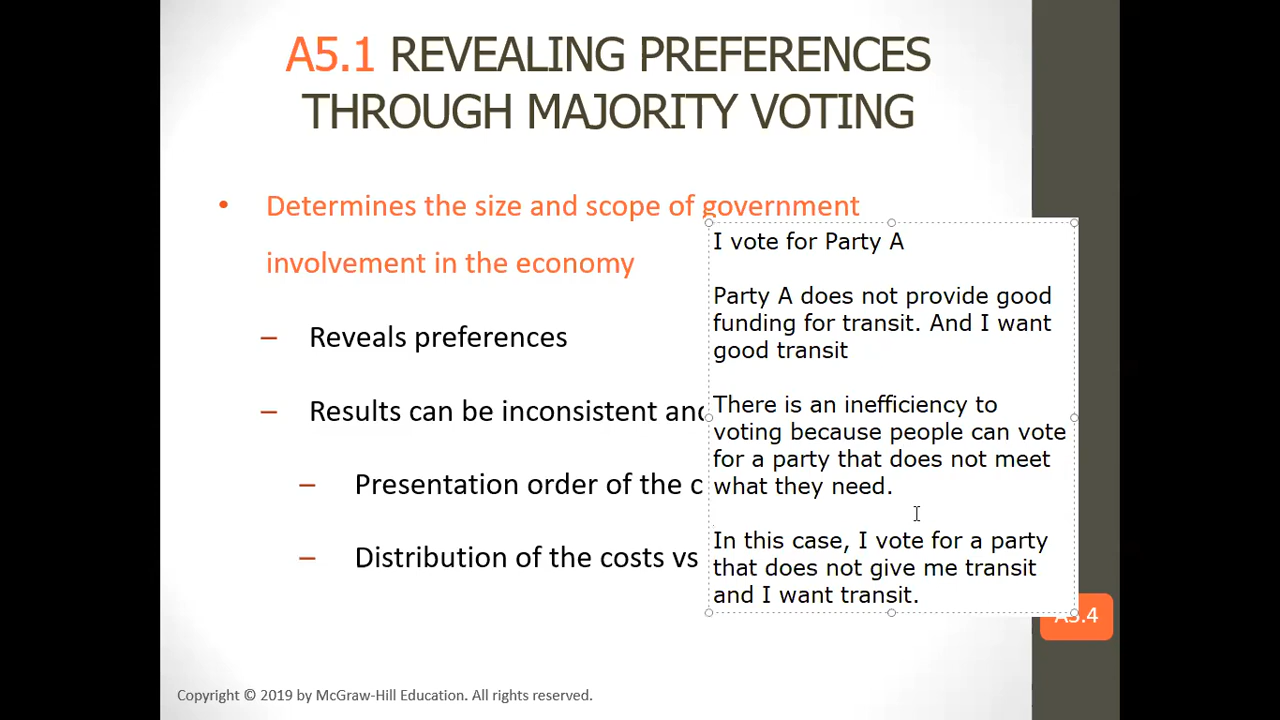 A5.1 REVEALING PREFERENCES
THROUGH MAJORITY VOTING
• Determines the size and scope of government
involvement in the economy
– Reveals preferences
– Results can be inconsistent and
– Presentation order of the c
– Distribution of the costs vs
I vote for Party A
Party A does not provide good
funding for transit. And I want
good transit
There is an inefficiency to
voting because people can vote
for a party that does not meet
what they need.
In this case, I vote for a party
that does not give me transit
and I want transit.
A5.4
Copyright © 2019 by McGraw-Hill Education. All rights reserved.